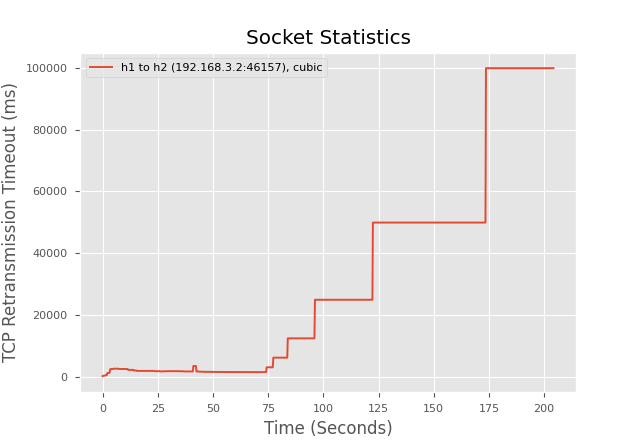 Socket Statistics
h1 to h2 (192.168.3.2:46157), cubic
TCP Retransmission Timeout (ms)
100000
80000
60000
40000
20000
0
0 25 50 75 100 125 150 175 200
Time (Seconds)